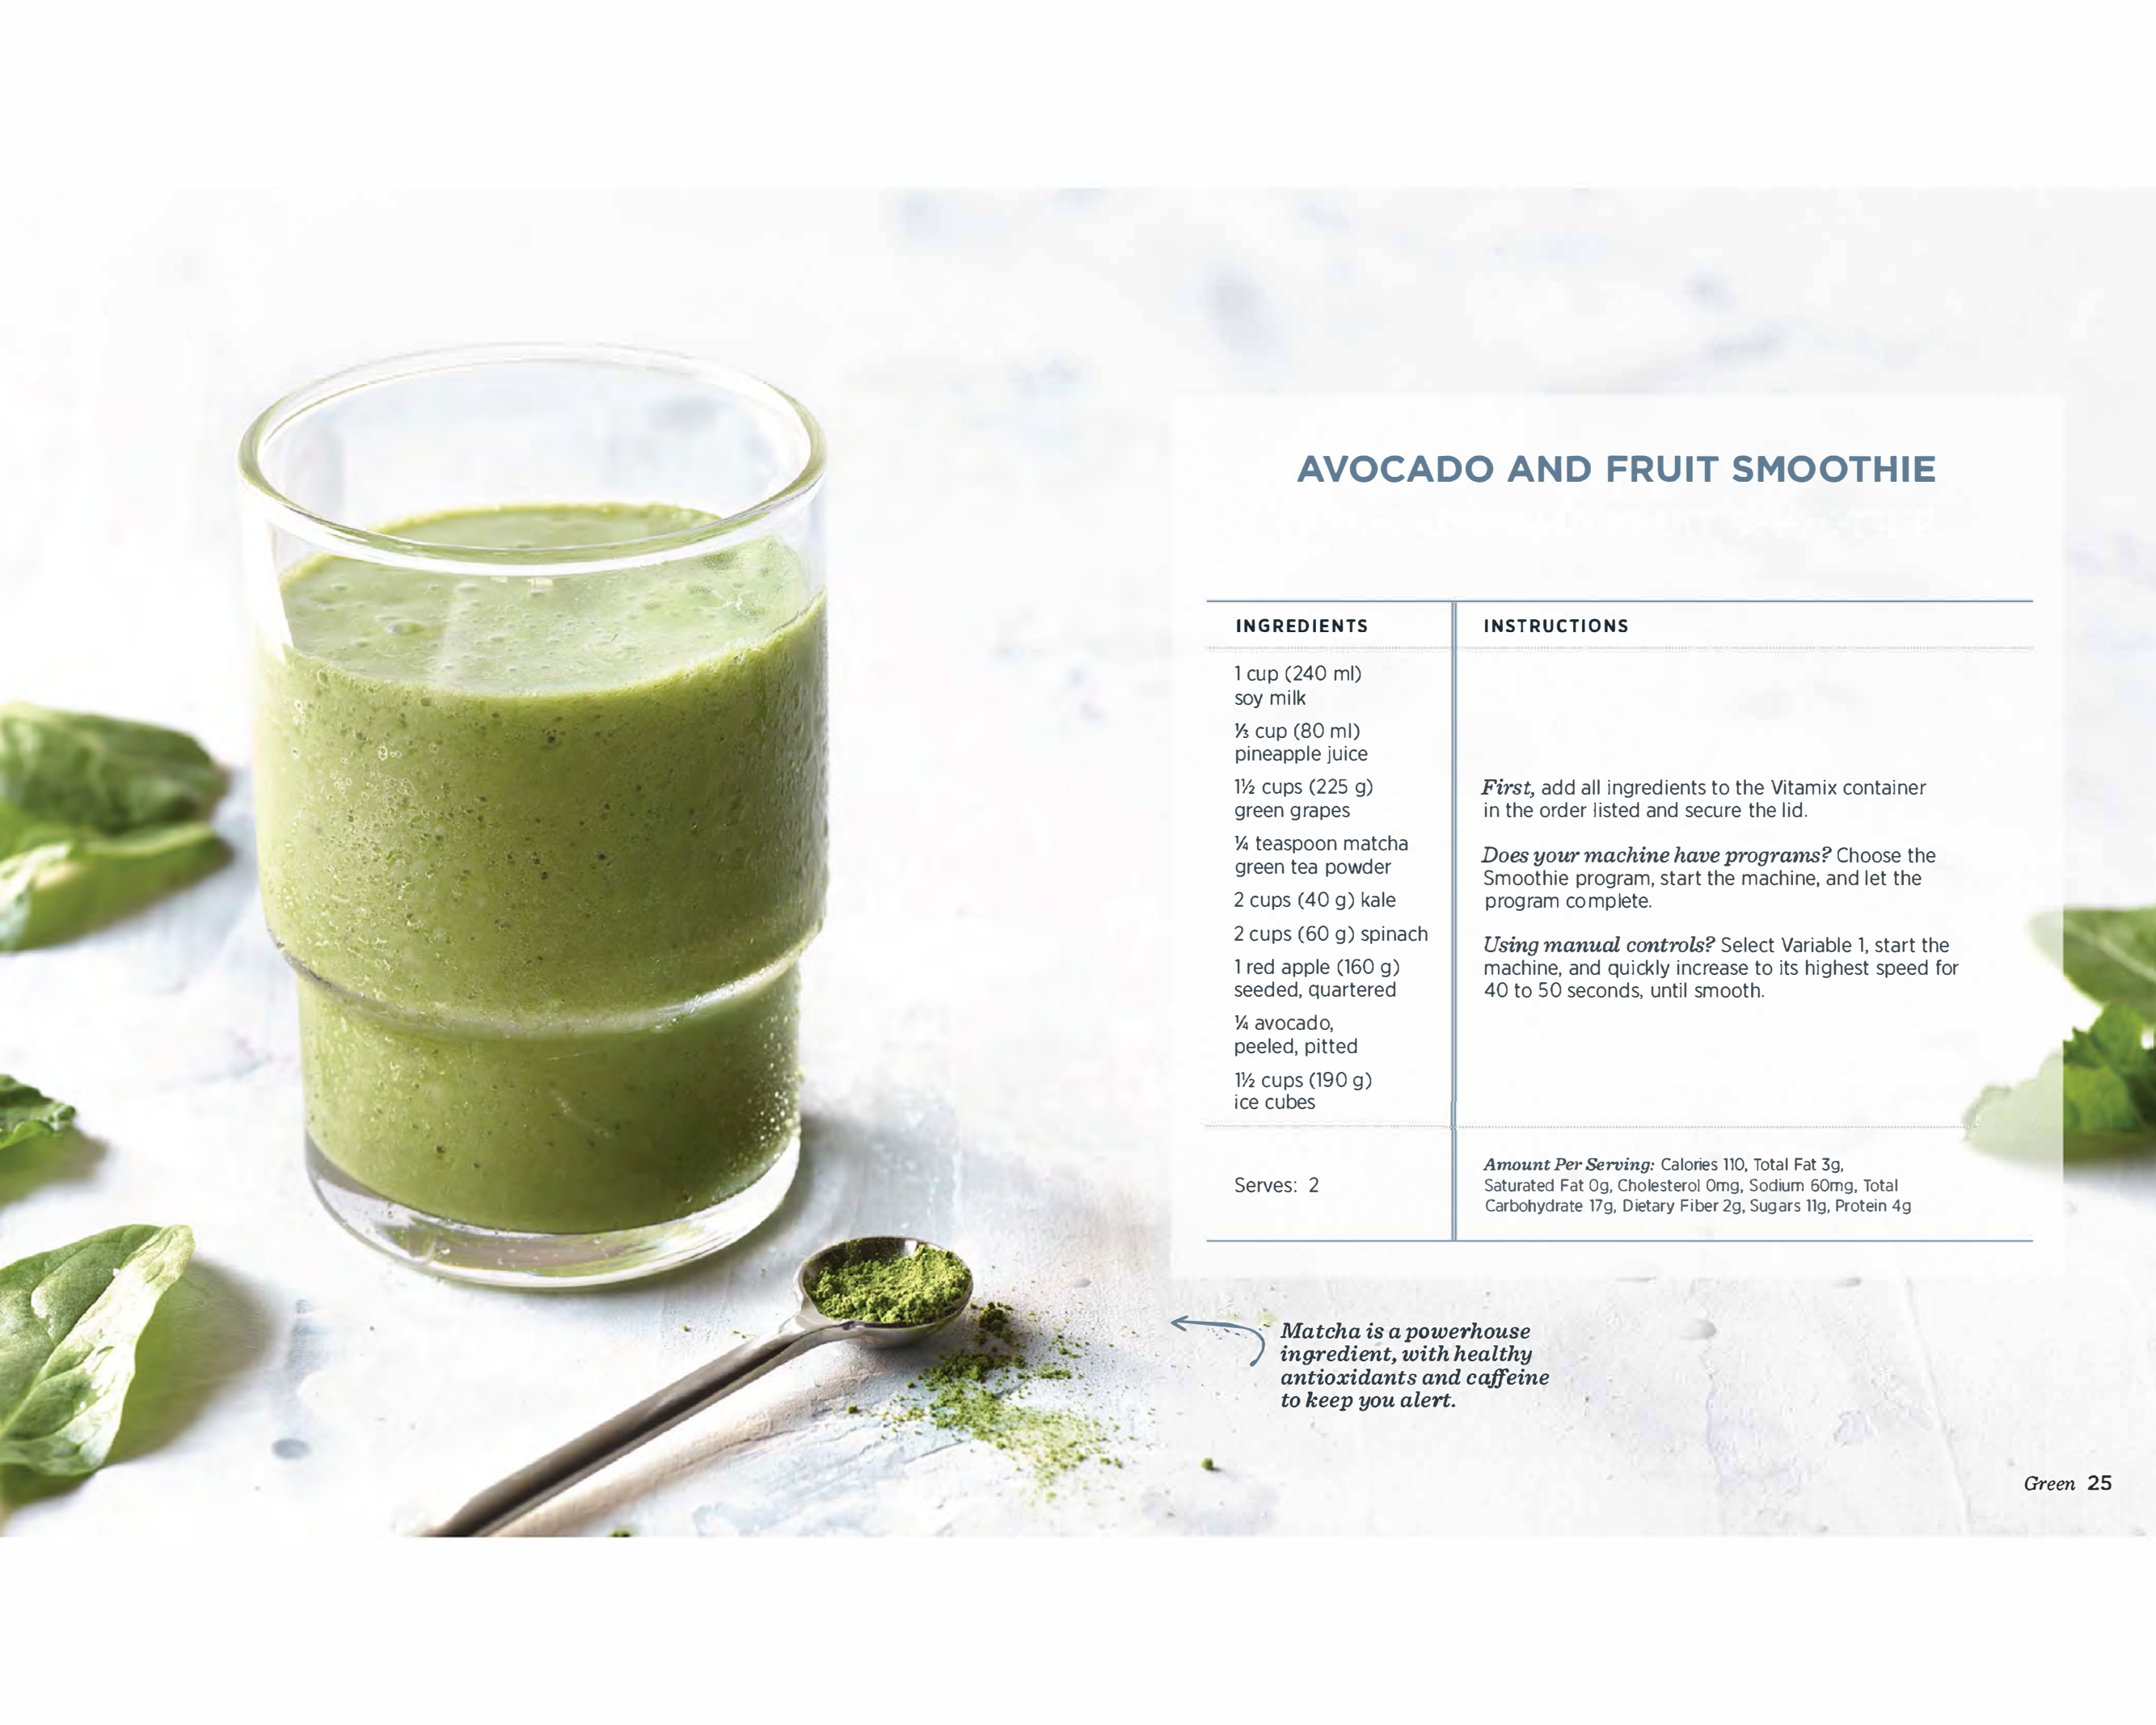 AVOCADO AND FRUIT SMOOTHIE
INGREDIENTS
1 cup (240 ml)
soy milk
⅓ cup (80 ml)
pineapple juice
1½ cups (225 g)
green grapes
¼ teaspoon matcha
green tea powder
2 cups (40 g) kale
2 cups (60 g) spinach
1 red apple (160 g)
seeded, quartered
¼ avocado,
peeled, pitted
1½ cups (190 g)
ice cubes
Serves: 2
INSTRUCTIONS
First, add all ingredients to the Vitamix container
in the order listed and secure the lid.
Does your machine have programs? Choose the
Smoothie program, start the machine, and let the
program complete.
Using manual controls? Select Variable 1, start the
machine, and quickly increase to its highest speed for
40 to 50 seconds, until smooth.
Amount Per Serving: Calories 110, Total Fat 3g,
Saturated Fat 0g, Cholesterol 0mg, Sodium 60mg, Total
Carbohydrate 17g, Dietary Fiber 2g, Sugars 11g, Protein 4g
Matcha is a powerhouse
ingredient, with healthy
antioxidants and caffeine
to keep you alert.
Green 25